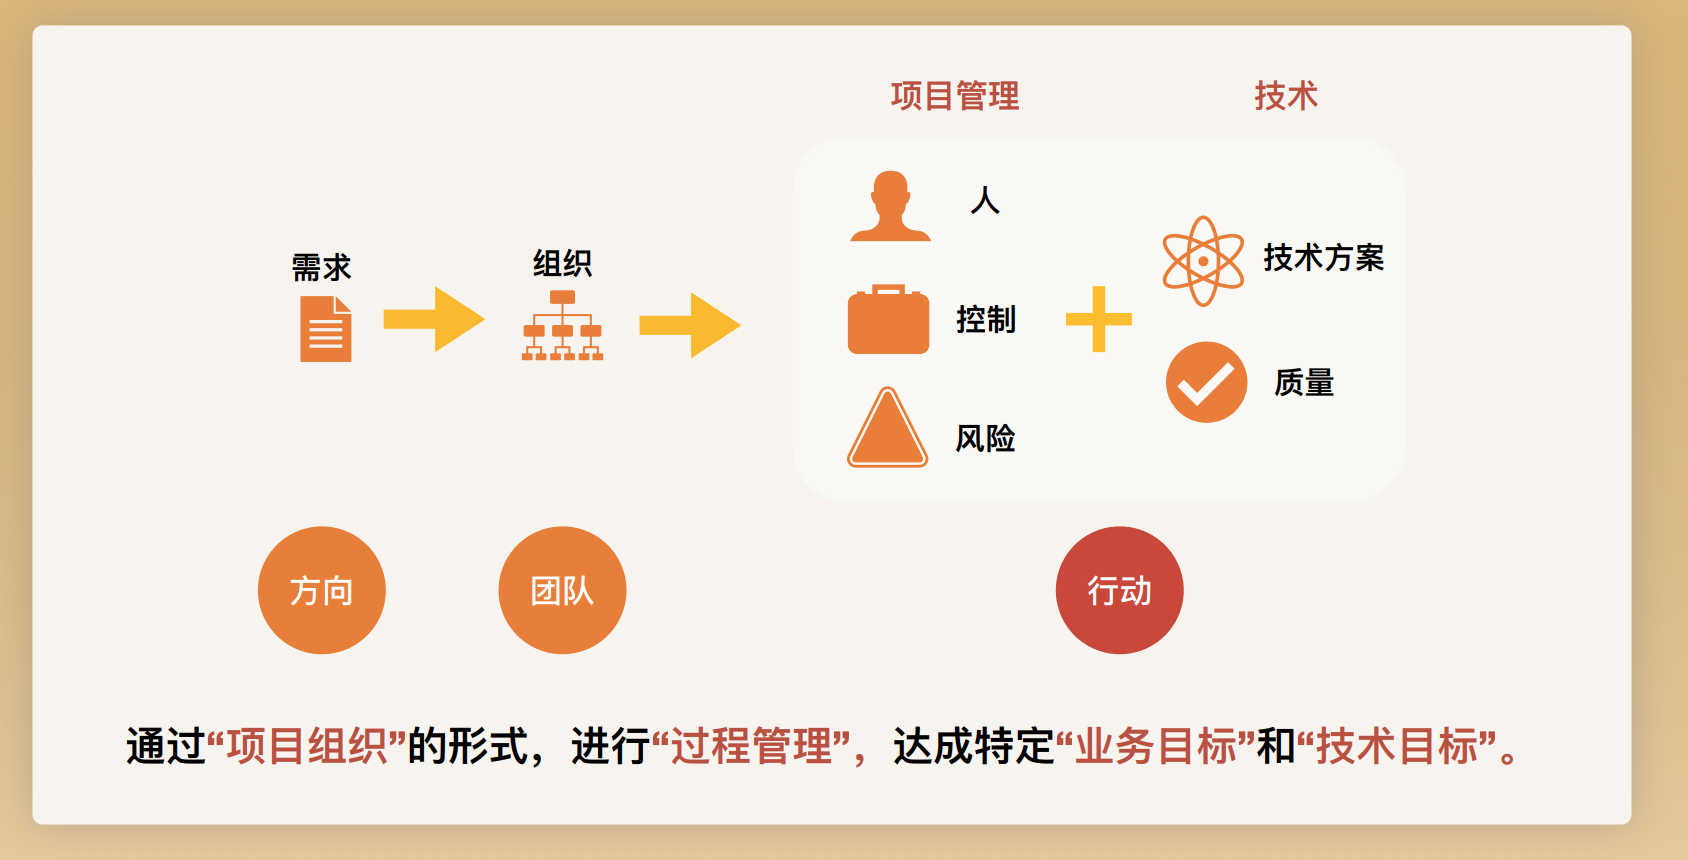 项目管理
技术
人
需求
组织
控制
技术方案
质量
风险
方向
团队
行动
通过“项目组织”的形式，进行“过程管理”，达成特定“业务目标”和“技术目标”。